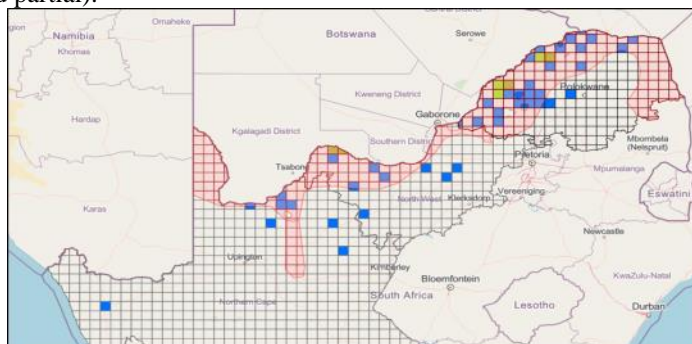 d partial).
Central District
Omaheke
Namibia
Khomas
Botswana
Serowe
Kweneng District
Polokwane
Hardap
Kgalagadi District
Gaborone
Southern District
Mbombela
(Nelspruit)
Tsabong
Pretoria
Mpumalanga
Eswatini
Karas
North West
Klerksdorp
Vereeniging
Newcastle
Upington
Kimberley
Bloemfontein
KwaZulu-Natal
Northern Cape
South Africa
Lesotho
Durban